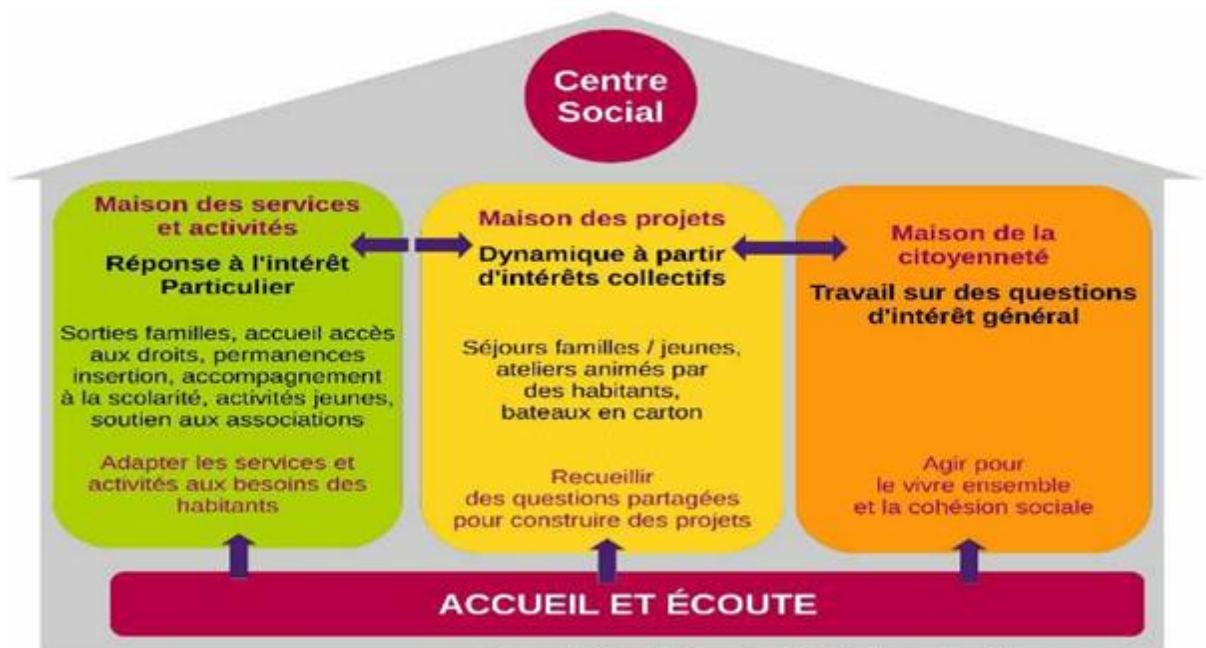 Centre
Social
Maison des services
et activités
Réponse à l'intérêt
Particulier
Sorties familles, accueil accès
aux droits, permanences
insertion, accompagnement
à la scolarité, activités jeunes,
soutien aux associations
Adapter les services et
activités aux besoins des
habitants
Maison des projets
Dynamique à partir
d'intérêts collectifs
Séjours familles / jeunes,
ateliers animés par
des habitants,
bateaux en carton
Recueillir
des questions partagées
pour construire des projets
Maison de la
citoyenneté
Travail sur des questions
d'intérêt général
Agir pour
le vivre ensemble
et la cohésion sociale
ACCUEIL ET ÉCOUTE